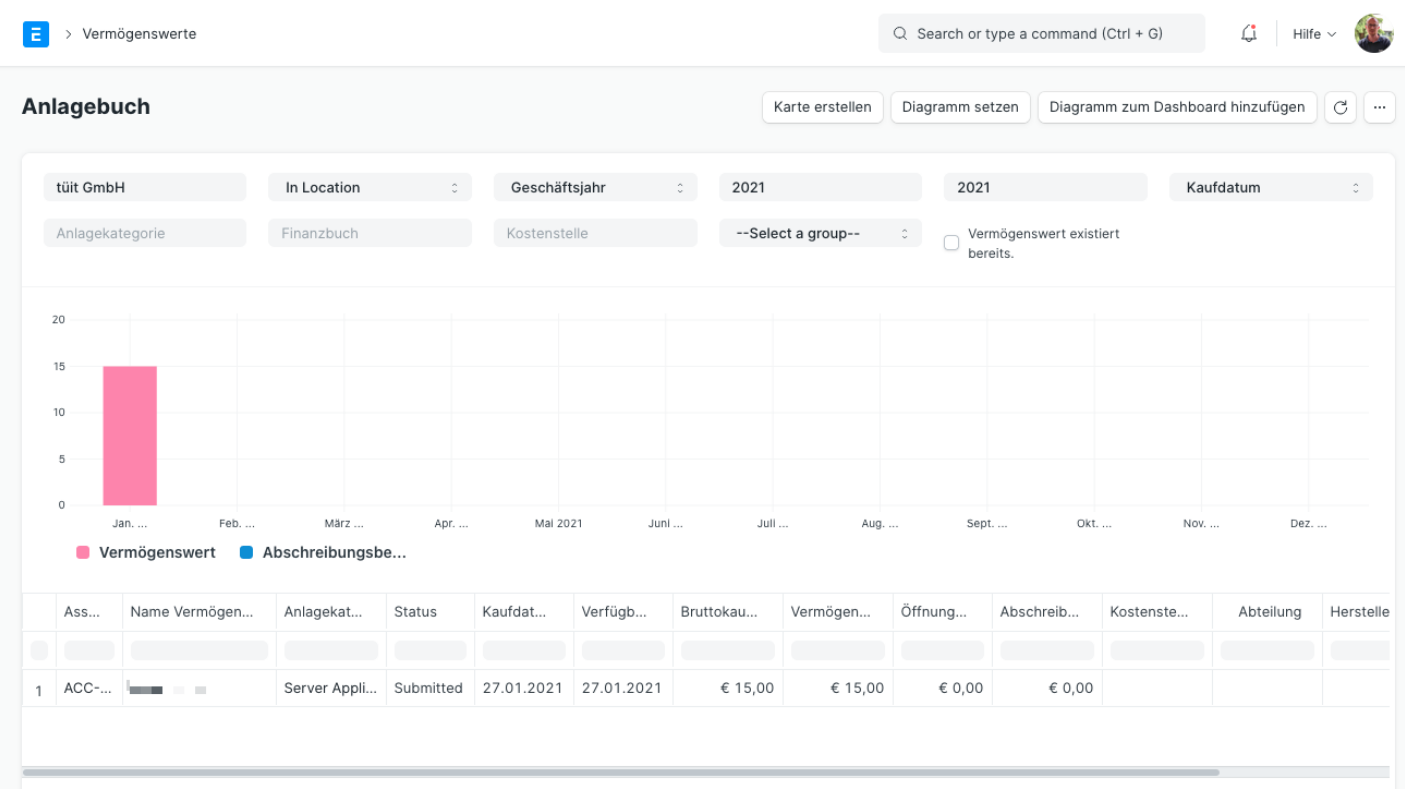 E
Vermögenswerte
Search or type a command (Ctrl + G)
Hilfe
Anlagebuch
Karte erstellen
Diagramm setzen
Diagramm zum Dashboard hinzufügen
...
tüit GmbH
In Location
Geschäftsjahr
2021
2021
Kaufdatum
Anlagekategorie
Finanzbuch
Kostenstelle
--Select a group--
Vermögenswert existiert
bereits.
20
15
10
5
0
Jan. ...
Feb. ...
März ...
Apr. ...
Mai 2021
Juni ...
Juli ...
Aug. ...
Sept. ...
Okt. ...
Nov. ...
Dez. ...
Vermögenswert
Abschreibungsbe...
Ass...
Name Vermögen...
Anlagekat...
Status
Kaufdat...
Verfügb...
Bruttokau...
Vermögen...
Öffnung...
Abschreib...
Kostenste...
Abteilung
Herstelle
1
ACC-...
Server Appli...
Submitted
27.01.2021
27.01.2021
€ 15,00
€ 15,00
€ 0,00
€ 0,00